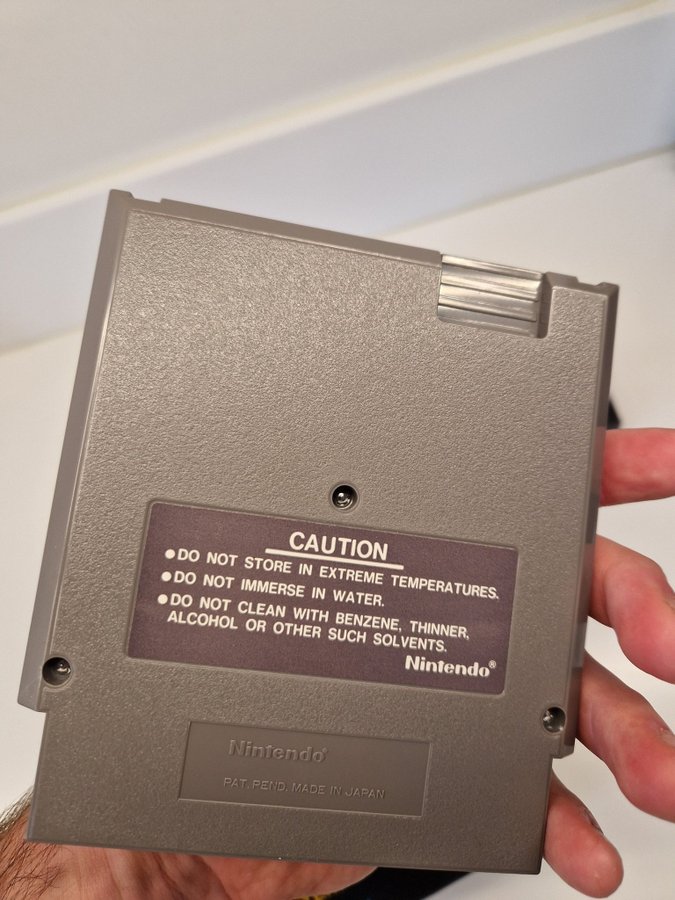 CAUTION
●DO NOT STORE IN EXTREME TEMPERATURES.
●DO NOT IMMERSE IN WATER.
●DO NOT CLEAN WITH BENZENE, THINNER,
ALCOHOL OR OTHER SUCH SOLVENTS.
Nintendo®
Nintendo®
PAT. PEND. MADE IN JAPAN